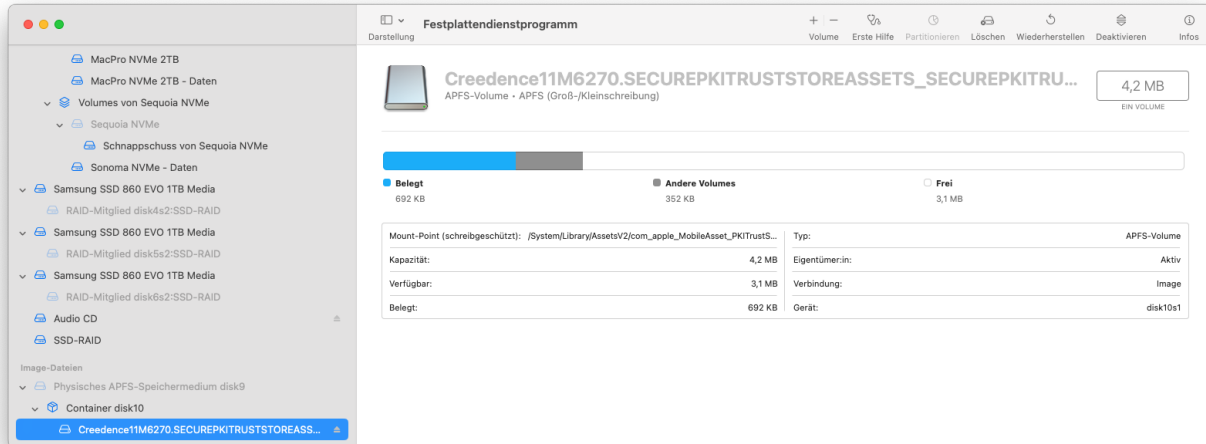 Festplattendienstprogramm
Darstellung
Volume Erste Hilfe Partitionieren Löschen Wiederherstellen Deaktivieren Infos
MacPro NVMe 2TB
MacPro NVMe 2TB - Daten
Volumes von Sequoia NVMe
Sequoia NVMe
Schnappschuss von Sequoia NVMe
Sonoma NVMe - Daten
Samsung SSD 860 EVO 1TB Media
RAID-Mitglied disk4s2:SSD-RAID
Samsung SSD 860 EVO 1TB Media
RAID-Mitglied disk5s2:SSD-RAID
Samsung SSD 860 EVO 1TB Media
RAID-Mitglied disk6s2:SSD-RAID
Audio CD
SSD-RAID
Image-Dateien
Physisches APFS-Speichermedium disk9
Container disk10
Creedence11M6270.SECUREPKITRUSTSTOREASS...
Creedence11M6270.SECUREPKITRUSTSTOREASSETS_SECUREPKITRU...
APFS-Volume • APFS (Groß-/Kleinschreibung)
4,2 MB
EIN VOLUME
Belegt Andere Volumes Frei
692 KB 352 KB 3,1 MB
Mount-Point (schreibgeschützt): /System/Library/AssetsV2/com_apple_MobileAsset_PKITrustS... Typ: APFS-Volume
Kapazität: 4,2 MB Eigentümer:in: Aktiv
Verfügbar: 3,1 MB Verbindung: Image
Belegt: 692 KB Gerät: disk10s1